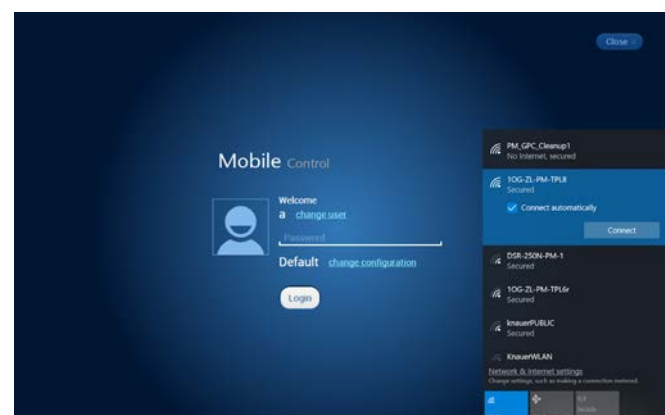 Close
Mobile Control
Welcome
a change user
Password
Default change configuration
Login
PM_GPC_Cleanup1
No Internet, secured
10G-ZL-PM-TPL8
Secured
Connect automatically
Connect
DSR-250N-PM-1
Secured
10G-ZL-PM-TPL6r
Secured
knauerPUBLIC
Secured
KnauerWLAN
Network & Internet settings
Change settings, such as making a connection metered.